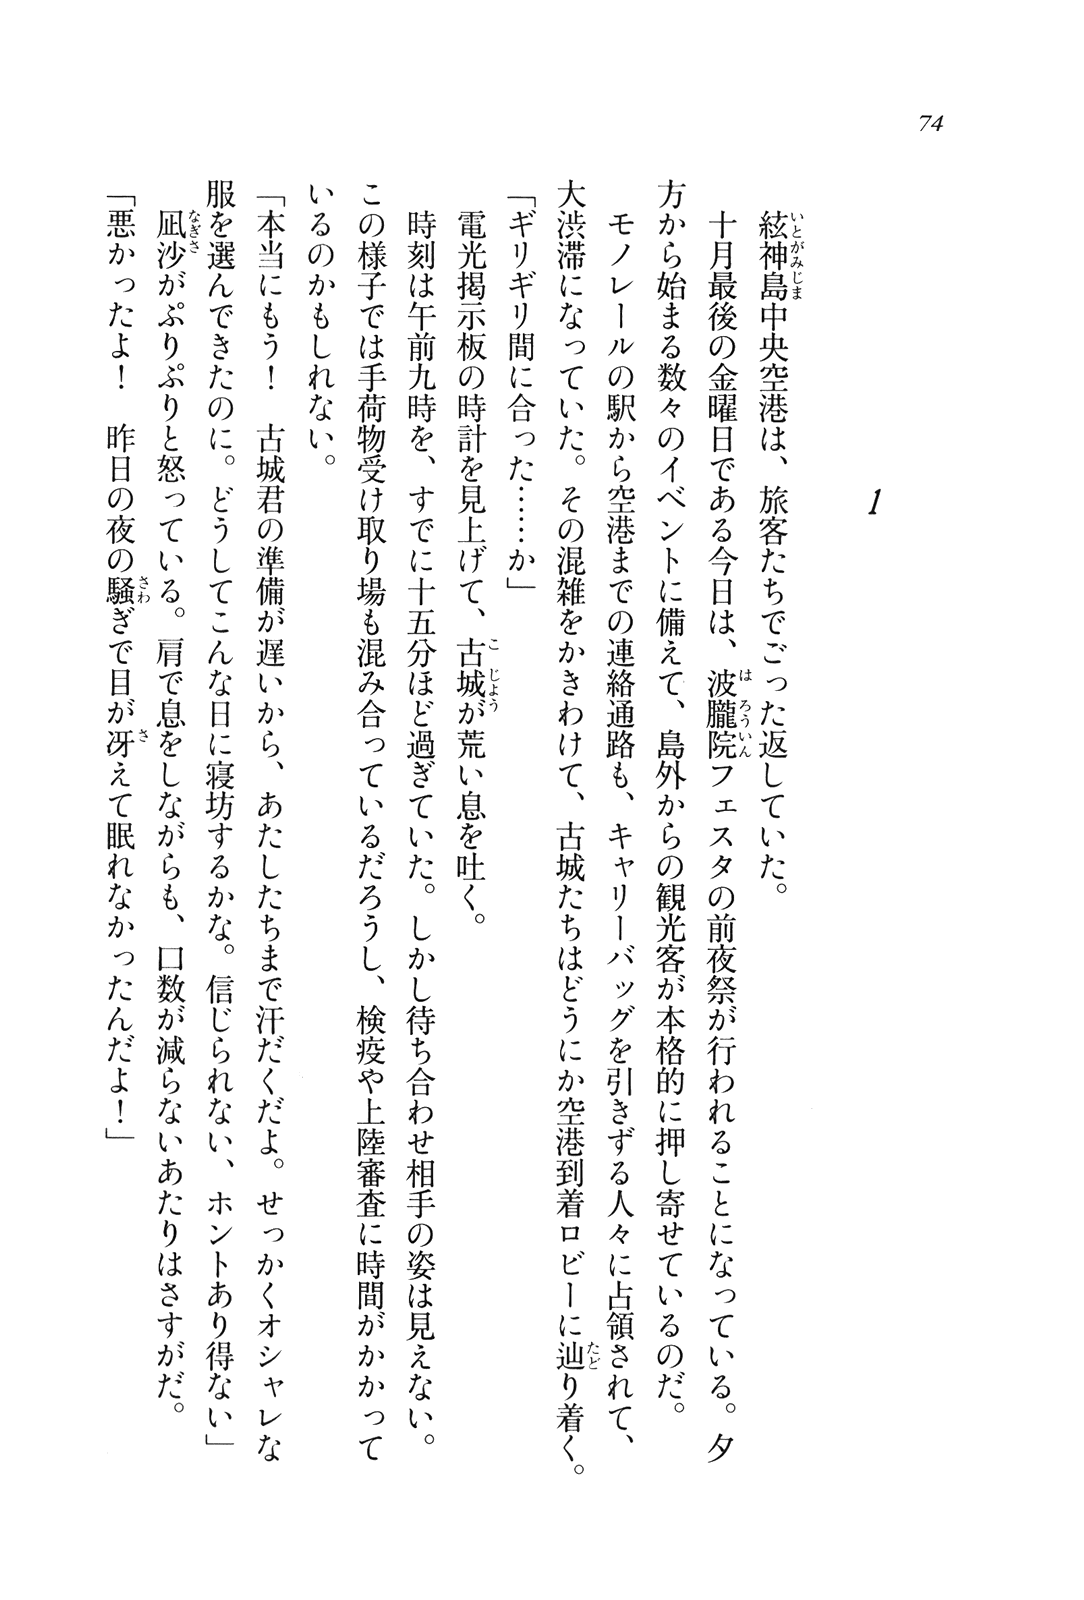 74
1
絃神島中央空港は、旅客たちでごった返していた。
十月最後の金曜日である今日は、波朧院フェスタの前夜祭が行われることになっている。夕
方から始まる数々のイベントに備えて、島外からの観光客が本格的に押し寄せているのだ。
モノレールの駅から空港までの連絡通路も、キャリーバッグを引きずる人々に占領されて、
大渋滞になっていた。その混雑をかきわけて、古城たちはどうにか空港到着ロビーに辿り着く。
「ギリギリ間に合った……か」
電光掲示板の時計を見上げて、古城が荒い息を吐く。
時刻は午前九時を、すでに十五分ほど過ぎていた。しかし待ち合わせ相手の姿は見えない。
この様子では手荷物受け取り場も混み合っているだろうし、検疫や上陸審査に時間がかかって
いるのかもしれない。
「本当にもう！　古城君の準備が遅いから、あたしたちまで汗だくだよ。せっかくオシャレな
服を選んできたのに。どうしてこんな日に寝坊するかな。信じられない、ホントあり得ない」
凪沙がぷりぷりと怒っている。肩で息をしながらも、口数が減らないあたりはさすがだ。
「悪かったよ！　昨日の夜の騒ぎで目が冴えて眠れなかったんだよ！」